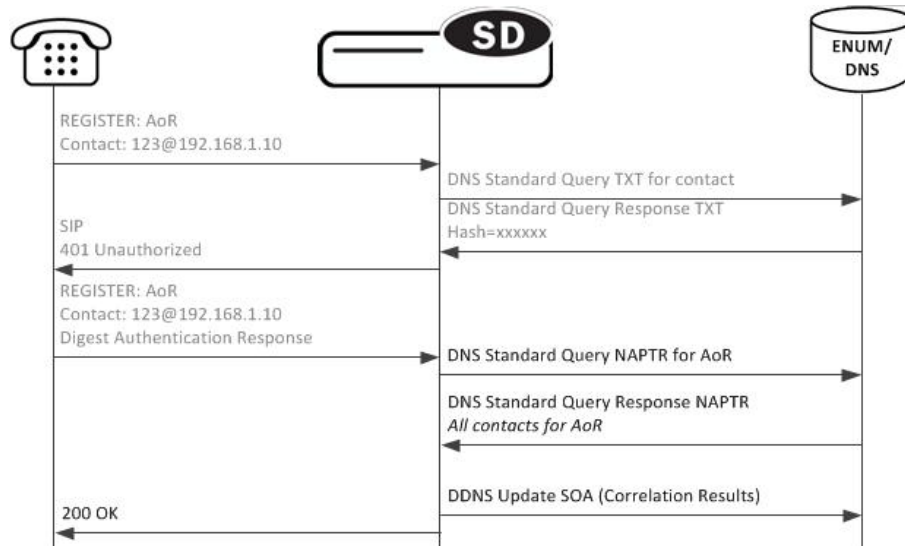 SD
ENUM/
DNS
REGISTER: AoR
Contact: 123@192.168.1.10
DNS Standard Query TXT for contact
DNS Standard Query Response TXT
Hash=xxxxxx
SIP
401 Unauthorized
REGISTER: AoR
Contact: 123@192.168.1.10
Digest Authentication Response
DNS Standard Query NAPTR for AoR
DNS Standard Query Response NAPTR
All contacts for AoR
DDNS Update SOA (Correlation Results)
200 OK